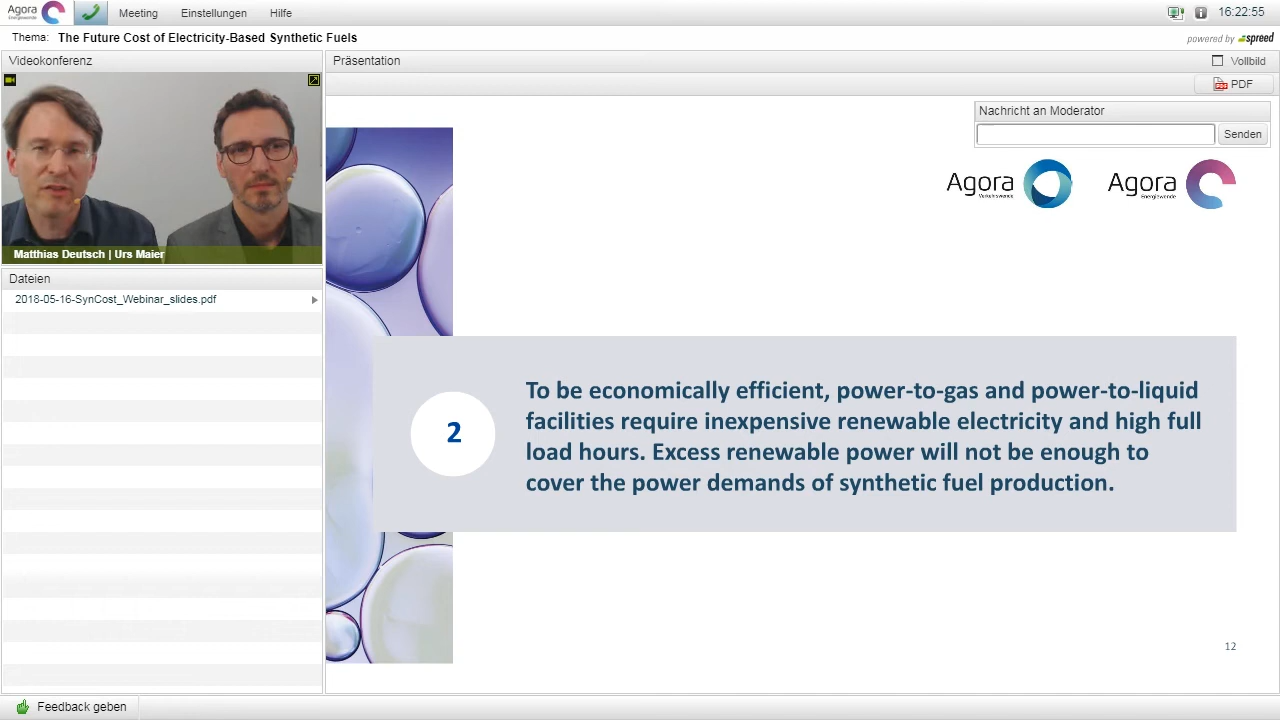 Agora
Energiewende
Meeting
Einstellungen
Hilfe
16:22:55
Thema: The Future Cost of Electricity-Based Synthetic Fuels
powered by spreed
Videokonferenz
Präsentation
Vollbild
PDF
Nachricht an Moderator
Senden
Agora
Verkehrswende
Agora
Energiewende
Matthias Deutsch | Urs Maier
Dateien
2018-05-16-SynCost_Webinar_slides.pdf
2
To be economically efficient, power-to-gas and power-to-liquid
facilities require inexpensive renewable electricity and high full
load hours. Excess renewable power will not be enough to
cover the power demands of synthetic fuel production.
12
Feedback geben